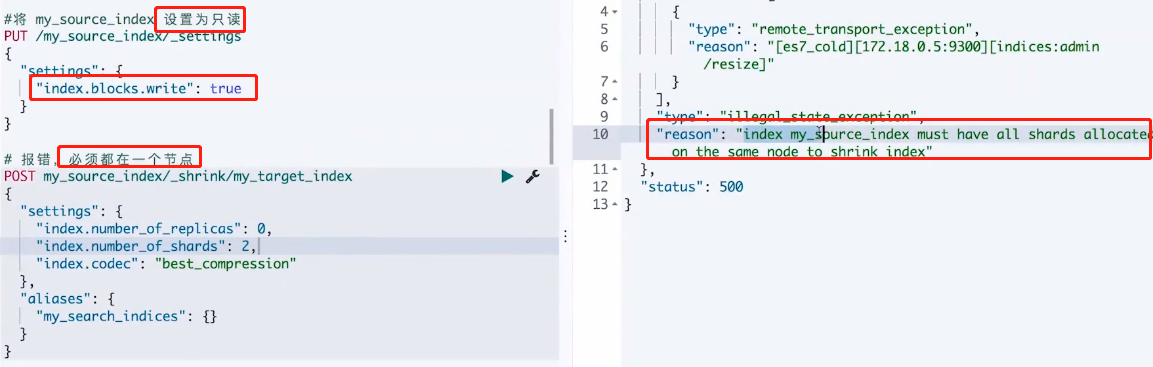 #将 my_source_index 设置为只读
PUT /my_source_index/_settings
{
  "settings": {
    "index.blocks.write": true
  }
}
# 报错，必须都在一个节点
POST my_source_index/_shrink/my_target_index
{
  "settings": {
    "index.number_of_replicas": 0,
    "index.number_of_shards": 2,
    "index.codec": "best_compression"
  },
  "aliases": {
    "my_search_indices": {}
  }
}
4 {
5 "type": "remote_transport_exception",
6 "reason": "[es7_cold][172.18.0.5:9300][indices:admin
/resize]"
7 }
8 ],
9 "type": "illegal_state_exception",
10 "reason": "index my_source_index must have all shards allocated
on the same node to shrink index"
11 },
12 "status": 500
13 }